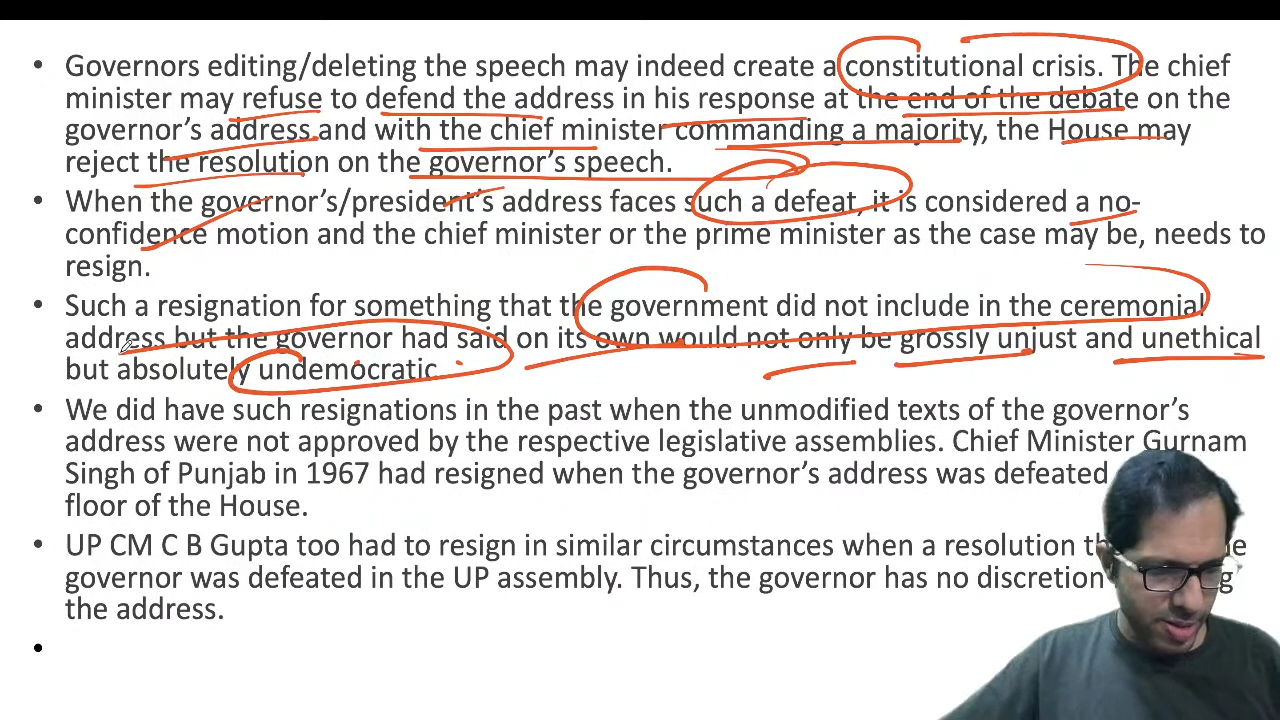 • Governors editing/deleting the speech may indeed create a constitutional crisis. The chief
minister may refuse to defend the address in his response at the end of the debate on the
governor's address and with the chief minister commanding a majority, the House may
reject the resolution on the governor's speech.
• When the governor's/president's address faces such a defeat, it is considered a no-
confidence motion and the chief minister or the prime minister as the case may be, needs to
resign.
• Such a resignation for something that the government did not include in the ceremonial
address but the governor had said on its own would not only be grossly unjust and unethical
but absolutely undemocratic.
• We did have such resignations in the past when the unmodified texts of the governor's
address were not approved by the respective legislative assemblies. Chief Minister Gurnam
Singh of Punjab in 1967 had resigned when the governor's address was defeated
floor of the House.
• UP CM C B Gupta too had to resign in similar circumstances when a resolution
governor was defeated in the UP assembly. Thus, the governor has no discretion
the address.
•